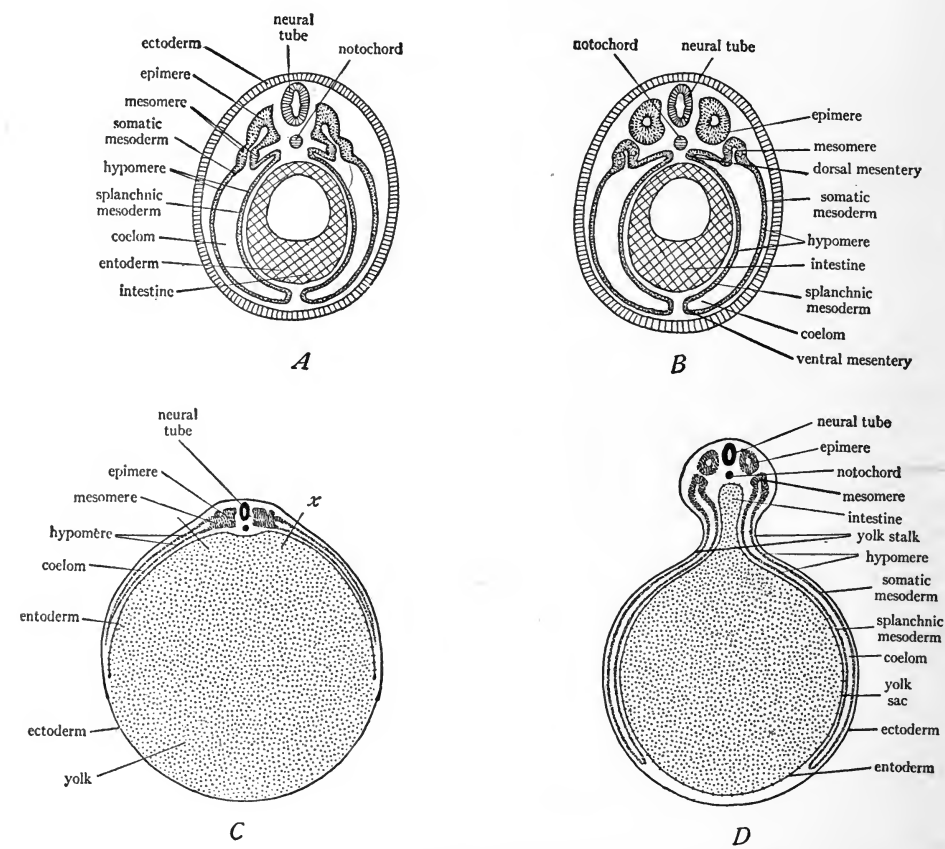 neural
tube
ectoderm
notochord
epimere
mesomere
somatic
mesoderm
hypomere
splanchnic
mesoderm
coelom
entoderm
intestine
A
notochord
neural tube
epimere
mesomere
dorsal mesentery
somatic
mesoderm
hypomere
intestine
splanchnic
mesoderm
coelom
ventral mesentery
B
neural
tube
epimere
mesomere
x
hypomere
coelom
entoderm
ectoderm
yolk
C
neural tube
epimere
notochord
mesomere
intestine
yolk stalk
hypomere
somatic
mesoderm
splanchnic
mesoderm
coelom
yolk
sac
ectoderm
entoderm
D